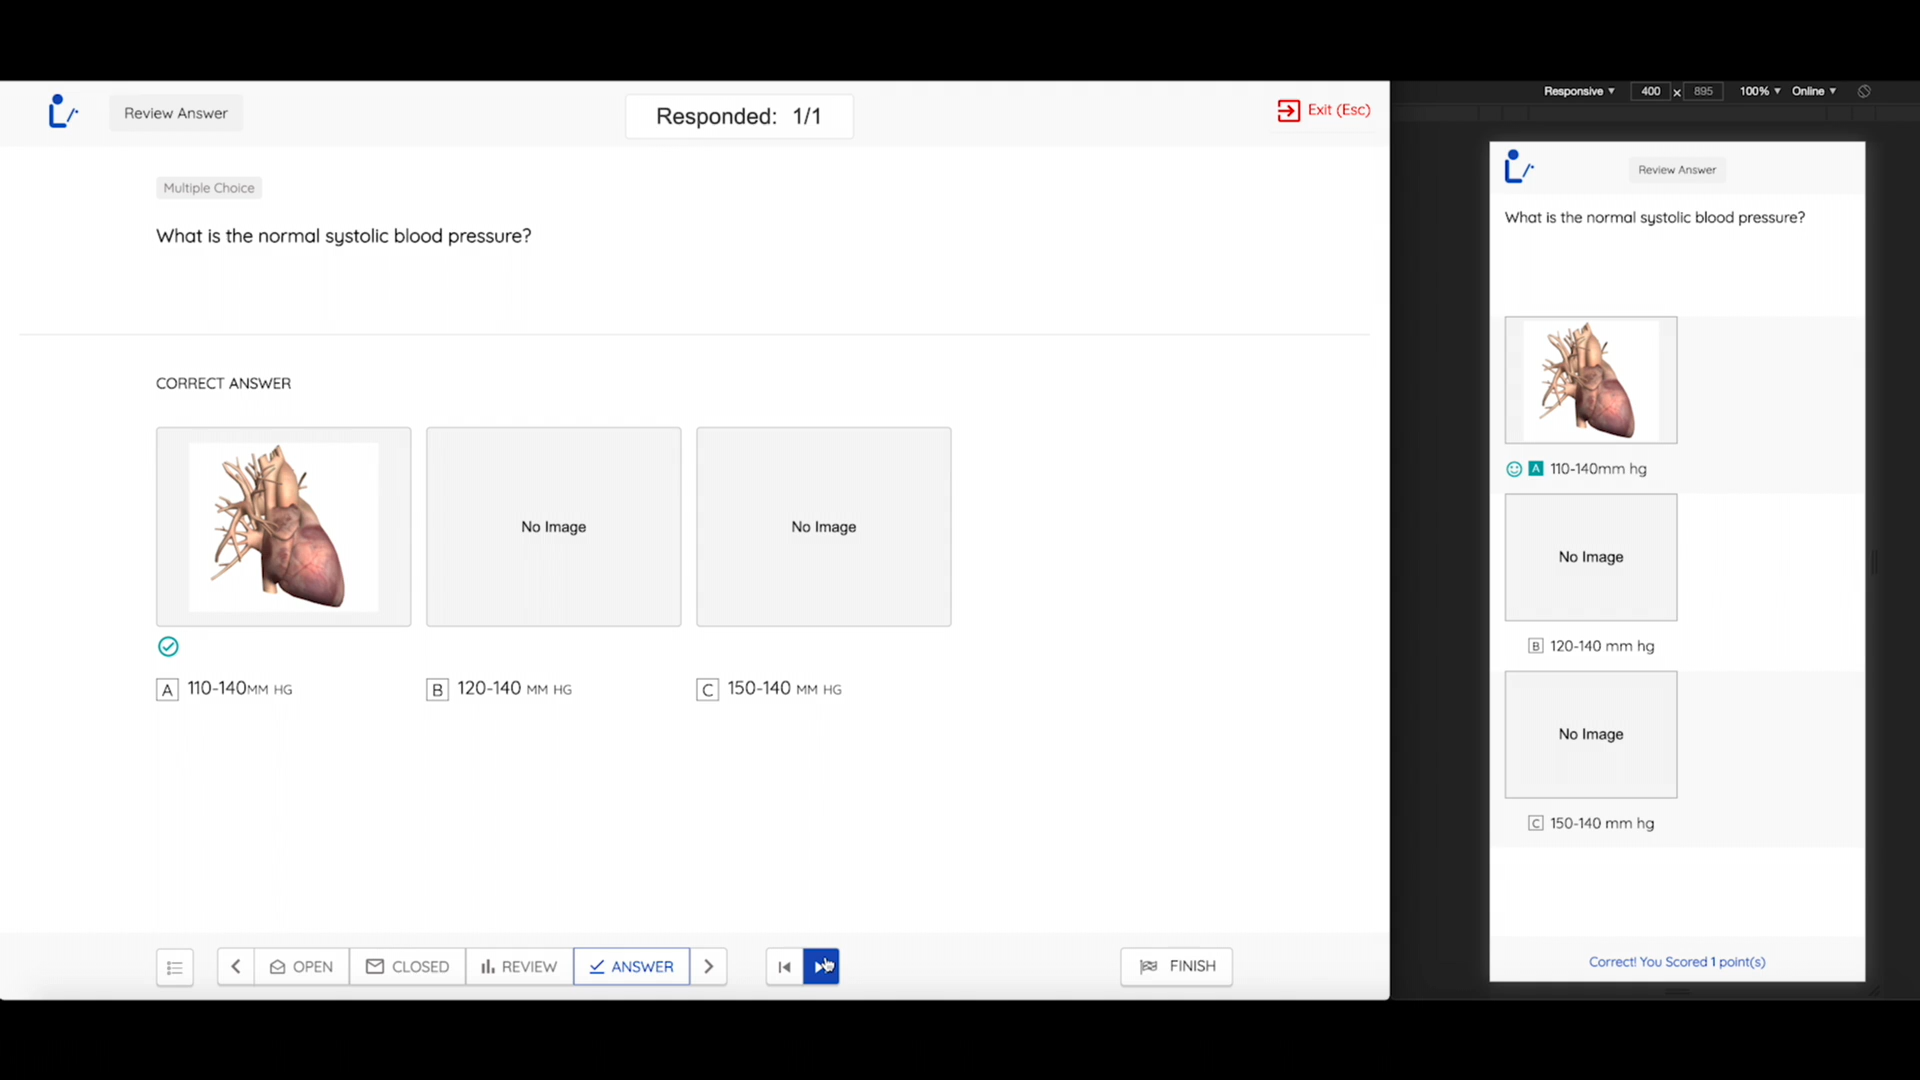 Review Answer
Responded: 1/1
Exit (Esc)
Multiple Choice
What is the normal systolic blood pressure?
CORRECT ANSWER
No Image
No Image
A 110-140MM HG
B 120-140 MM HG
C 150-140 MM HG
OPEN
CLOSED
REVIEW
ANSWER
FINISH
Responsive
400 x 895
100%
Online
Review Answer
What is the normal systolic blood pressure?
A 110-140mm hg
No Image
B 120-140 mm hg
No Image
C 150-140 mm hg
Correct! You Scored 1 point(s)